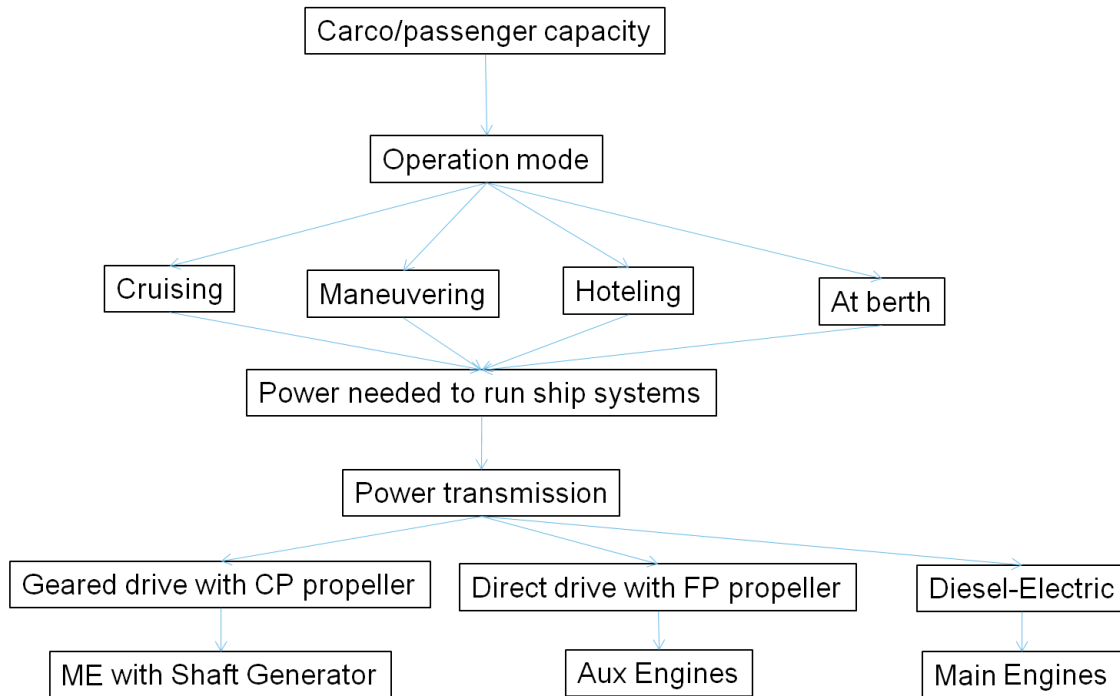 Carco/passenger capacity
Operation mode
Cruising
Maneuvering
Hoteling
At berth
Power needed to run ship systems
Power transmission
Geared drive with CP propeller
Direct drive with FP propeller
Diesel-Electric
ME with Shaft Generator
Aux Engines
Main Engines